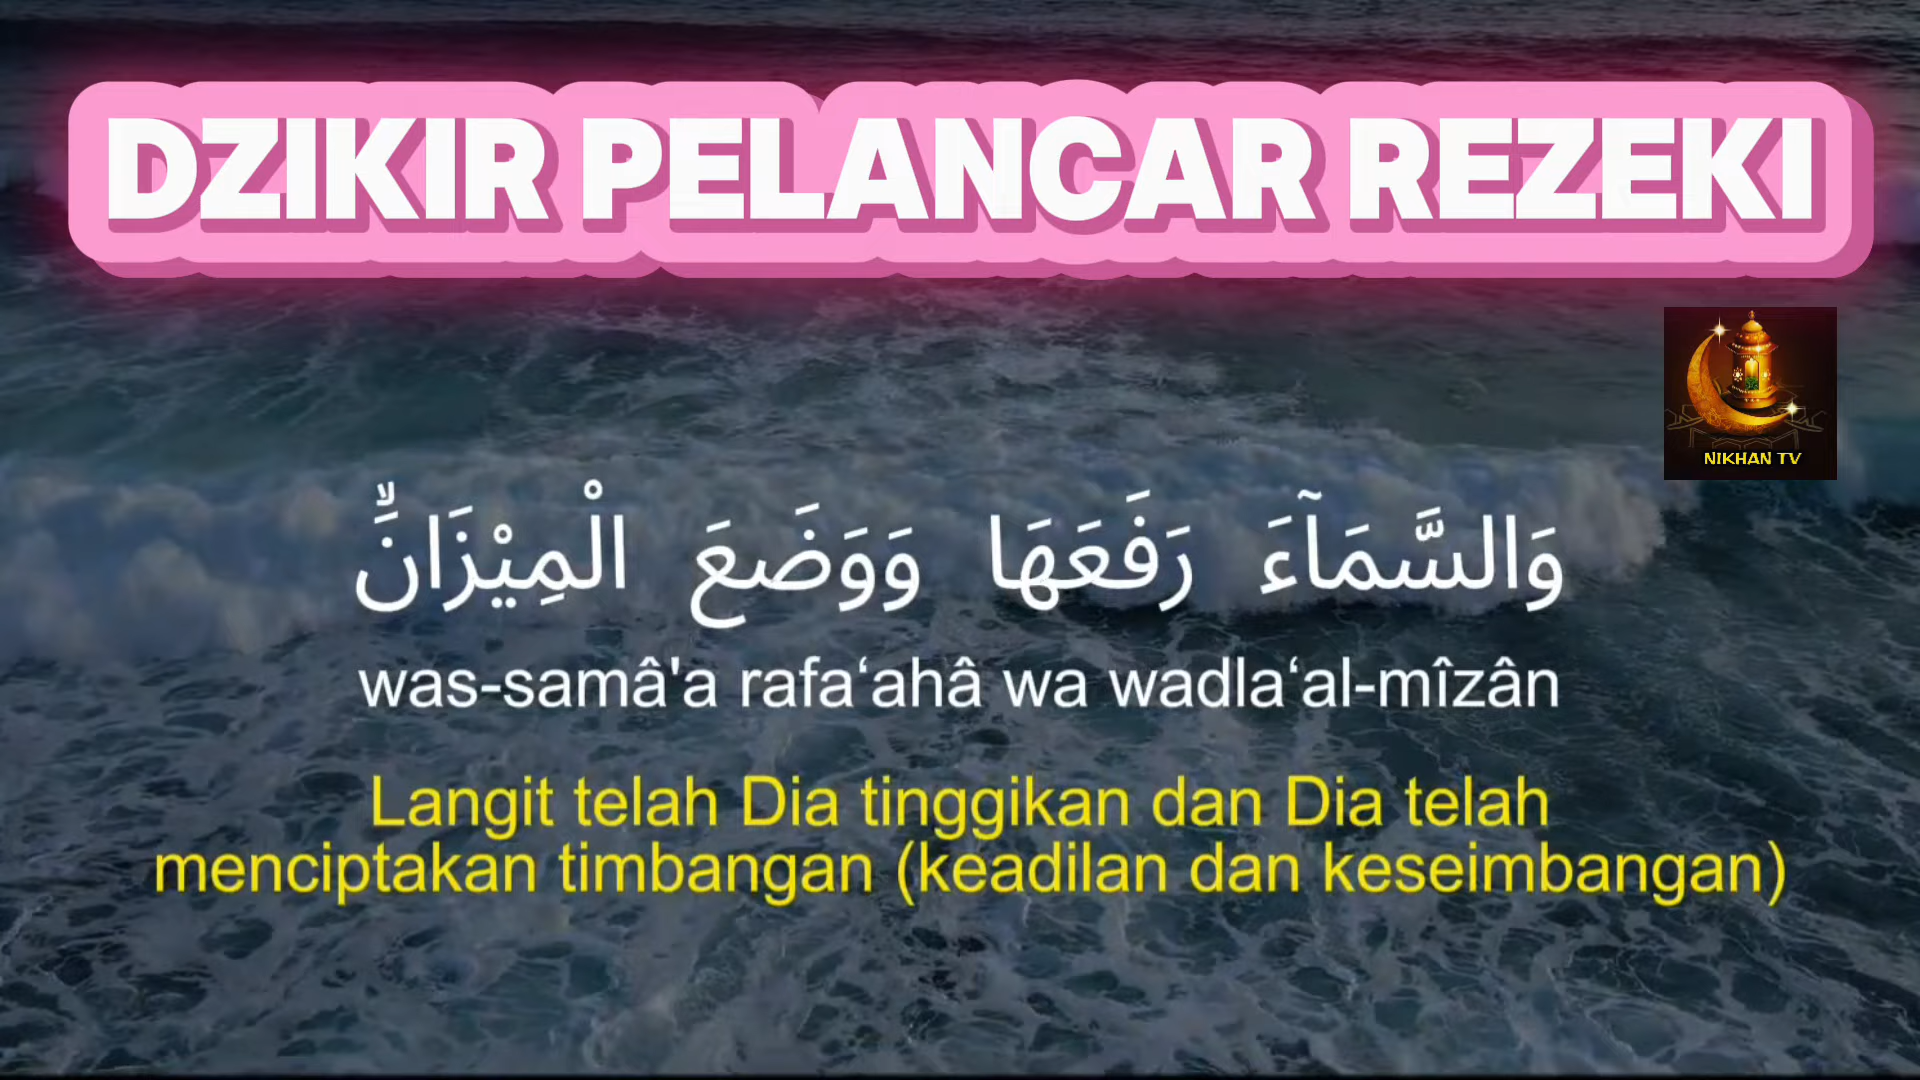 DZIKIR PELANCAR REZEKI
NIKHAN TV
وَالسَّمَاۤءَ رَفَعَهَا وَوَضَعَ الْمِيْزَانَۙ
was-samâ'a rafa‘ahâ wa wadla‘al-mîzân
Langit telah Dia tinggikan dan Dia telah
menciptakan timbangan (keadilan dan keseimbangan)